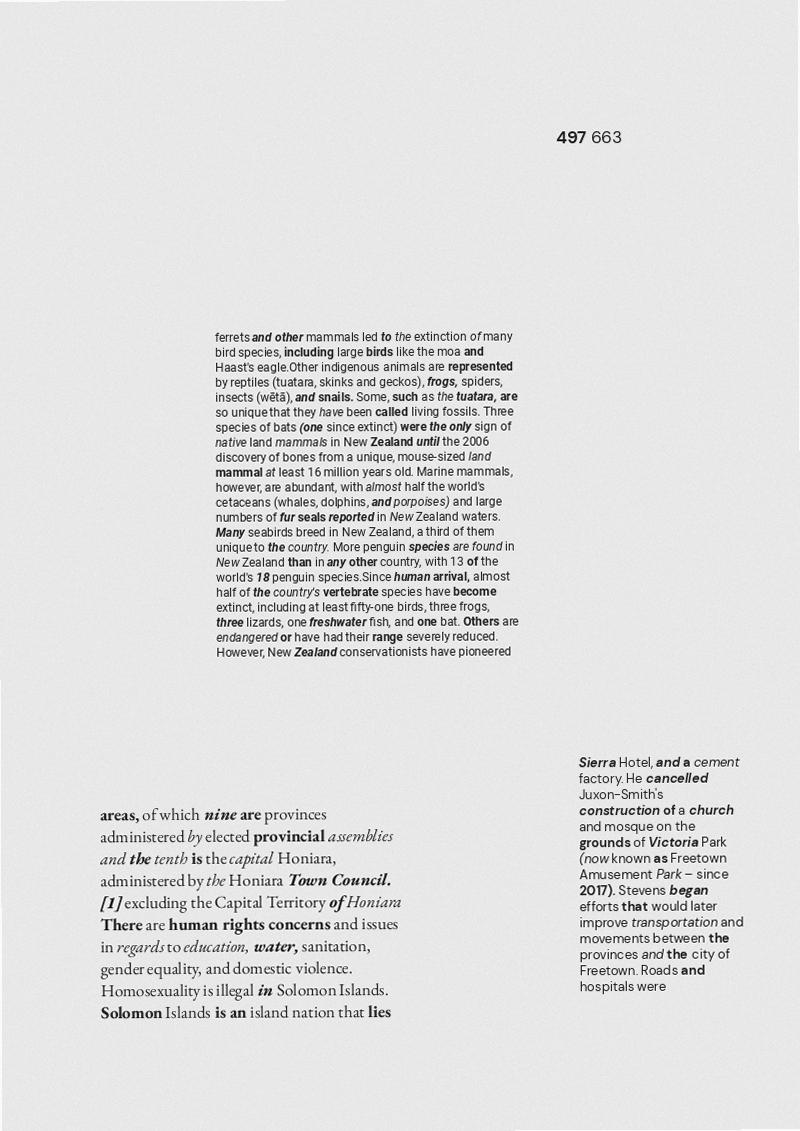 497 663
ferrets and other mammals led to the extinction of many
bird species, including large birds like the moa and
Haast's eagle.Other indigenous animals are represented
by reptiles (tuatara, skinks and geckos), frogs, spiders,
insects (wētā), and snails. Some, such as the tuatara, are
so unique that they have been called living fossils. Three
species of bats (one since extinct) were the only sign of
native land mammals in New Zealand until the 2006
discovery of bones from a unique, mouse-sized land
mammal at least 16 million years old. Marine mammals,
however, are abundant, with almost half the world's
cetaceans (whales, dolphins, and porpoises) and large
numbers of fur seals reported in New Zealand waters.
Many seabirds breed in New Zealand, a third of them
unique to the country. More penguin species are found in
New Zealand than in any other country, with 13 of the
world's 18 penguin species.Since human arrival, almost
half of the country's vertebrate species have become
extinct, including at least fifty-one birds, three frogs,
three lizards, one freshwater fish, and one bat. Others are
endangered or have had their range severely reduced.
However, New Zealand conservationists have pioneered
areas, of which nine are provinces
administered by elected provincial assemblies
and the tenth is the capital Honiara,
administered by the Honiara Town Council.
[1] excluding the Capital Territory of Honiara
There are human rights concerns and issues
in regards to education, water, sanitation,
gender equality, and domestic violence.
Homosexuality is illegal in Solomon Islands.
Solomon Islands is an island nation that lies
Sierra Hotel, and a cement
factory. He cancelled
Juxon-Smith's
construction of a church
and mosque on the
grounds of Victoria Park
(now known as Freetown
Amusement Park – since
2017). Stevens began
efforts that would later
improve transportation and
movements between the
provinces and the city of
Freetown. Roads and
hospitals were